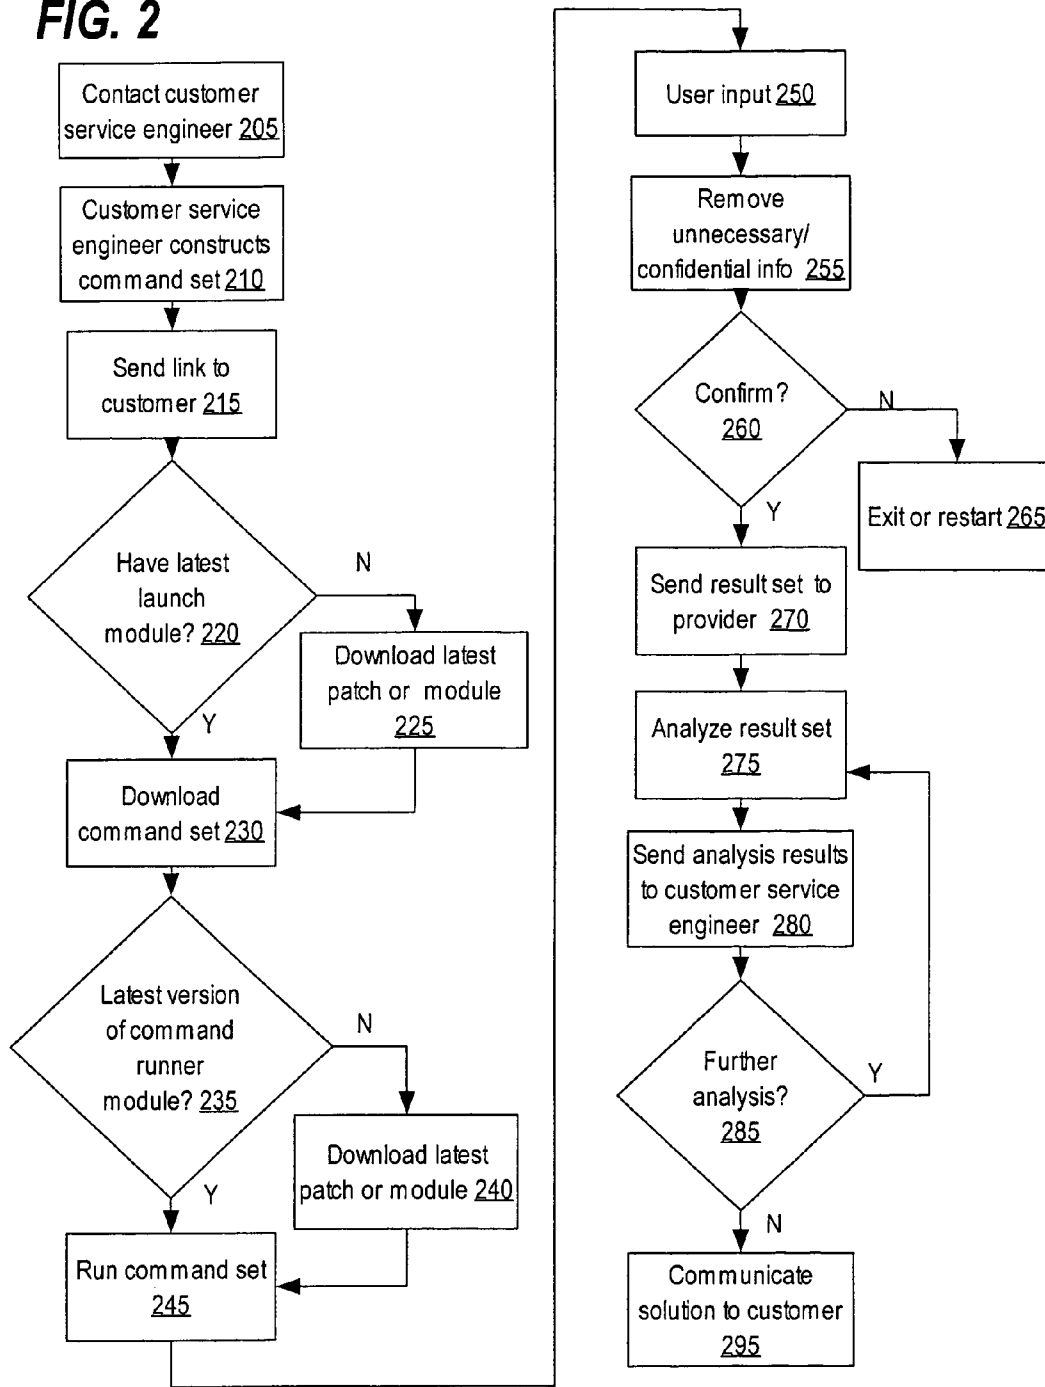 FIG. 2
Contact customer
service engineer 205
Customer service
engineer constructs
command set 210
Send link to
customer 215
Have latest
launch
module? 220
N
Y
Download latest
patch or module
225
Download
command set 230
Latest version
of command
runner
module? 235
N
Y
Download latest
patch or module 240
Run command set
245
User input 250
Remove
unnecessary/
confidential info 255
Confirm?
260
N
Y
Exit or restart 265
Send result set to
provider 270
Analyze result set
275
Send analysis results
to customer service
engineer 280
Further
analysis?
285
Y
N
Communicate
solution to customer
295